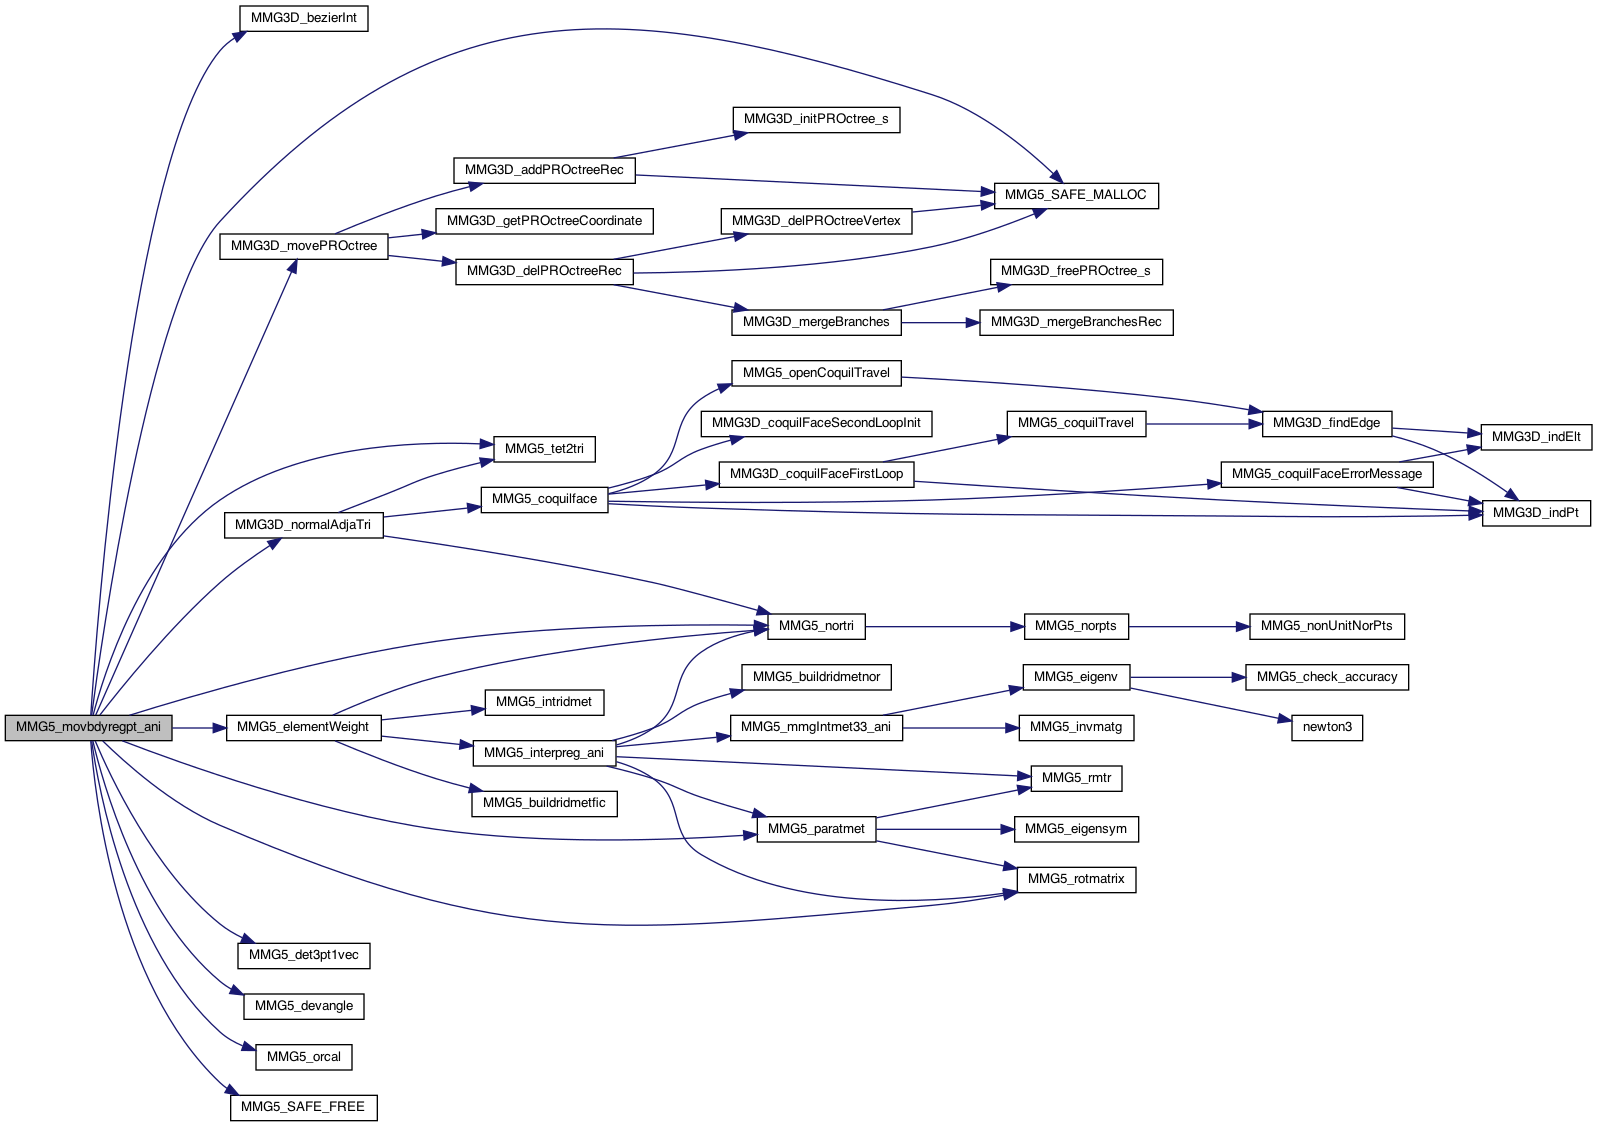 MMG3D_bezierInt
MMG3D_initPROctree_s
MMG3D_addPROctreeRec
MMG5_SAFE_MALLOC
MMG3D_getPROctreeCoordinate
MMG3D_delPROctreeVertex
MMG3D_movePROctree
MMG3D_delPROctreeRec
MMG3D_freePROctree_s
MMG3D_mergeBranches
MMG3D_mergeBranchesRec
MMG5_openCoquilTravel
MMG3D_coquilFaceSecondLoopInit
MMG5_coquilTravel
MMG3D_findEdge
MMG3D_indElt
MMG5_tet2tri
MMG3D_coquilFaceFirstLoop
MMG5_coquilFaceErrorMessage
MMG5_coquilface
MMG3D_indPt
MMG3D_normalAdjaTri
MMG5_nortri
MMG5_norpts
MMG5_nonUnitNorPts
MMG5_buildridmetnor
MMG5_eigenv
MMG5_check_accuracy
MMG5_intridmet
MMG5_movbdyregpt_ani
MMG5_elementWeight
MMG5_mmgIntmet33_ani
MMG5_invmatg
newton3
MMG5_interpreg_ani
MMG5_rmtr
MMG5_buildridmetfic
MMG5_paratmet
MMG5_eigensym
MMG5_rotmatrix
MMG5_det3pt1vec
MMG5_devangle
MMG5_orcal
MMG5_SAFE_FREE